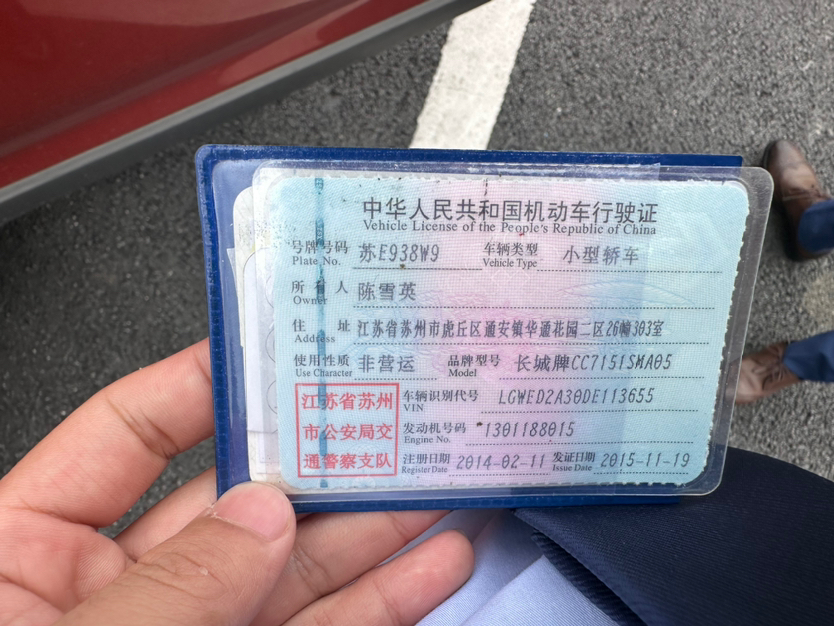 中华人民共和国机动车行驶证
Vehicle License of the People's Republic of China
号牌号码 苏E938W9 车辆类型 小型轿车
Plate No. Vehicle Type
所有人 陈雪英
Owner
住址 江苏省苏州市虎丘区通安镇华通花园二区26幢303室
Address
使用性质 非营运 品牌型号 长城牌CC7151SMA05
Use Character Model
江苏省苏州
市公安局交
通警察支队
车辆识别代号 LGWED2A30DE113655
VIN
发动机号码 *1301188015
Engine No.
注册日期 2014-02-11 发证日期 2015-11-19
Register Date Issue Date